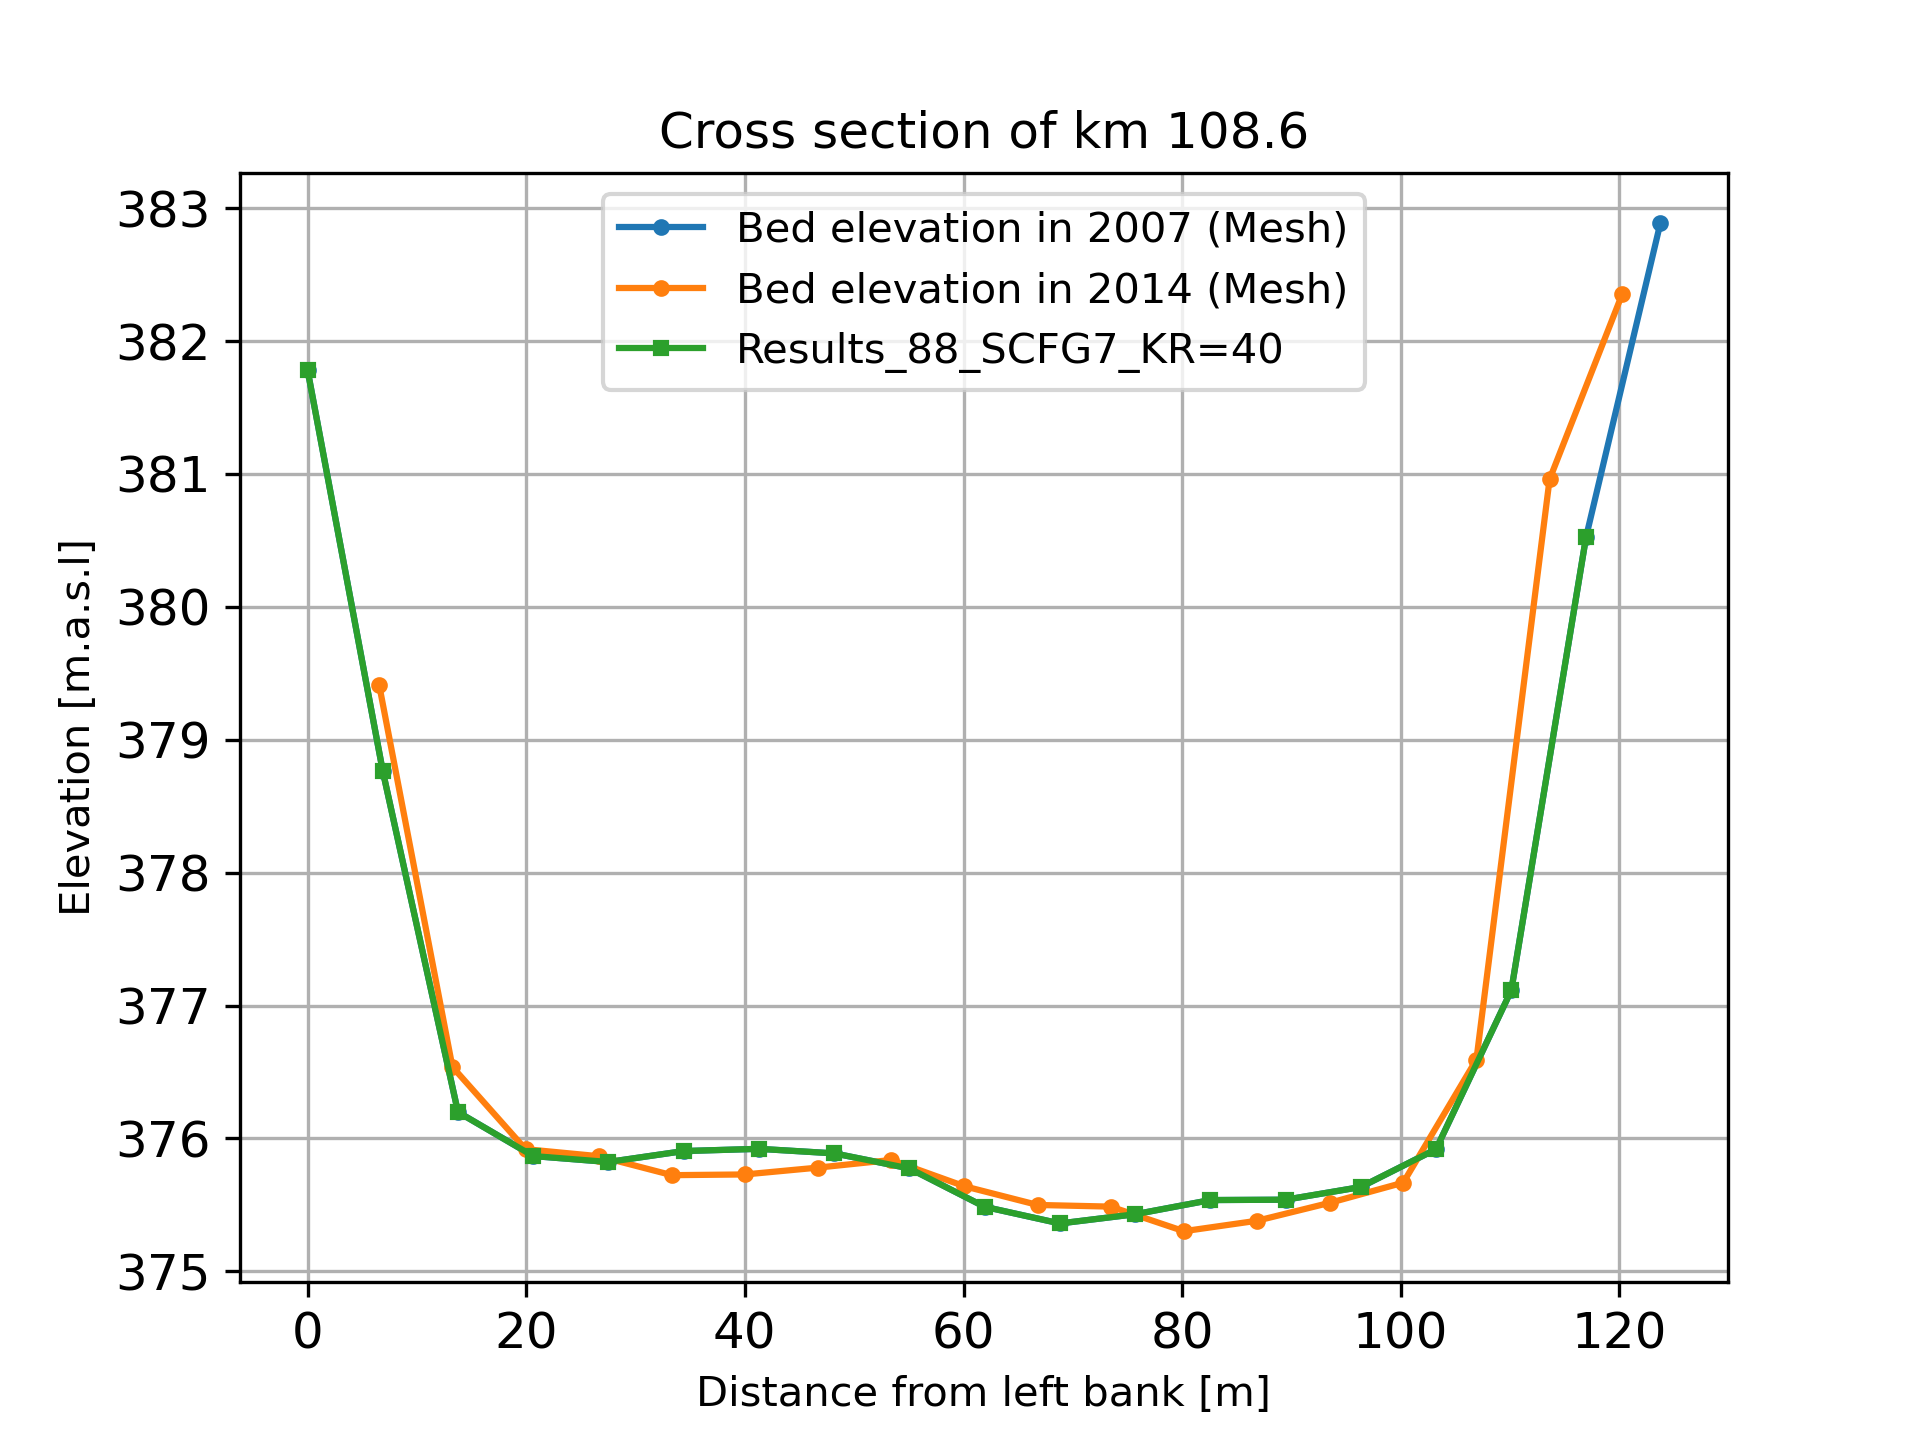 Cross section of km 108.6
Bed elevation in 2007 (Mesh)
Bed elevation in 2014 (Mesh)
Results_88_SCFG7_KR=40
383
382
381
380
379
378
377
376
375
Elevation [m.a.s.l]
0 20 40 60 80 100 120
Distance from left bank [m]